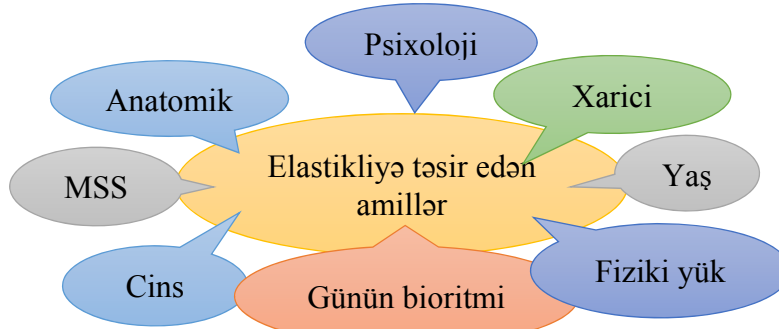 Psixoloji
Anatomik
Xarici
Elastikliyə təsir edən
amillər
MSS
Yaş
Cins
Günün bioritmi
Fiziki yük